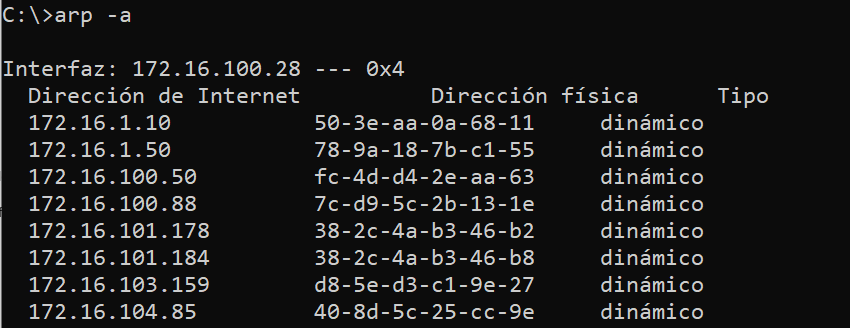 C:\>arp -a
Interfaz: 172.16.100.28 --- 0x4
Dirección de Internet Dirección física Tipo
172.16.1.10 50-3e-aa-0a-68-11 dinámico
172.16.1.50 78-9a-18-7b-c1-55 dinámico
172.16.100.50 fc-4d-d4-2e-aa-63 dinámico
172.16.100.88 7c-d9-5c-2b-13-1e dinámico
172.16.101.178 38-2c-4a-b3-46-b2 dinámico
172.16.101.184 38-2c-4a-b3-46-b8 dinámico
172.16.103.159 d8-5e-d3-c1-9e-27 dinámico
172.16.104.85 40-8d-5c-25-cc-9e dinámico